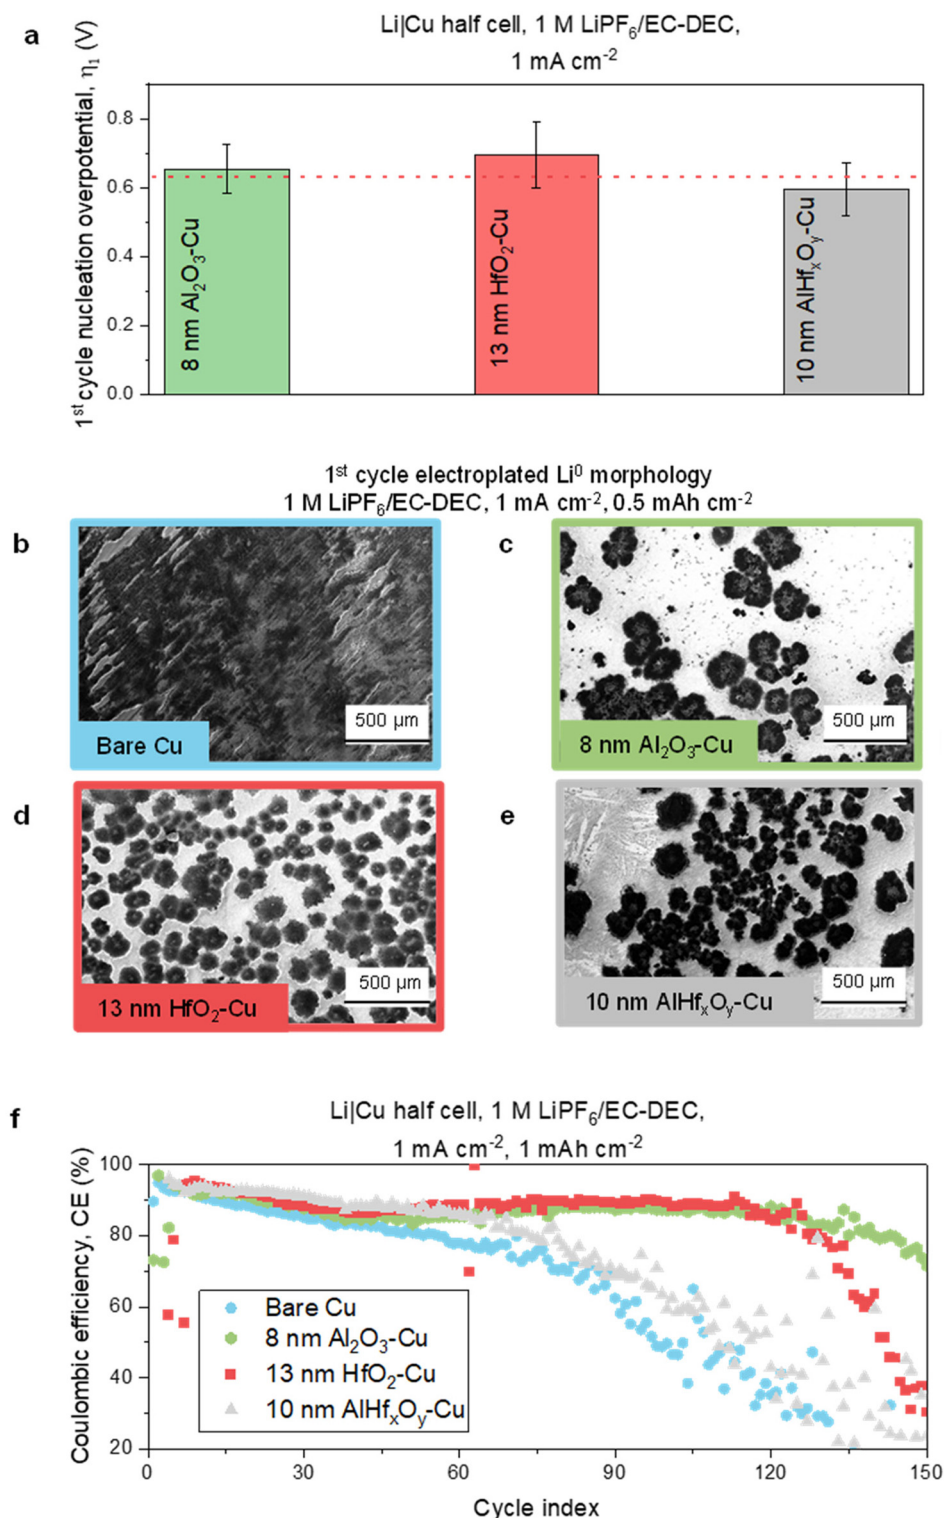 a
Li|Cu half cell, 1 M LiPF₆/EC-DEC,
1 mA cm⁻²
1ˢᵗ cycle nucleation overpotential, η₁ (V)
0.8
0.6
0.4
0.2
0.0
8 nm Al₂O₃-Cu
13 nm HfO₂-Cu
10 nm AlHfₓOᵧ-Cu
1ˢᵗ cycle electroplated Li⁰ morphology
1 M LiPF₆/EC-DEC, 1 mA cm⁻², 0.5 mAh cm⁻²
b
500 µm
Bare Cu
c
500 µm
8 nm Al₂O₃-Cu
d
500 µm
13 nm HfO₂-Cu
e
500 µm
10 nm AlHfₓOᵧ-Cu
f
Li|Cu half cell, 1 M LiPF₆/EC-DEC,
1 mA cm⁻², 1 mAh cm⁻²
Coulombic efficiency, CE (%)
100
80
60
40
20
Bare Cu
8 nm Al₂O₃-Cu
13 nm HfO₂-Cu
10 nm AlHfₓOᵧ-Cu
0
30
60
90
120
150
Cycle index